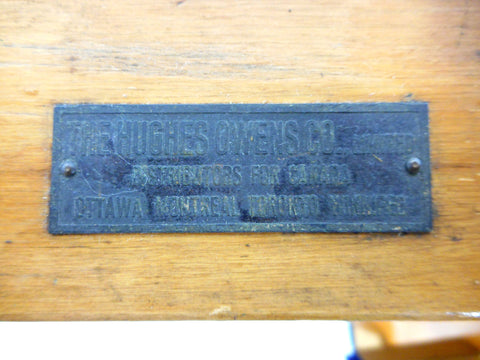 THE HUGHES OWENS CO. LIMITED
DISTRIBUTORS FOR CANADA
OTTAWA MONTREAL TORONTO WINNIPEG